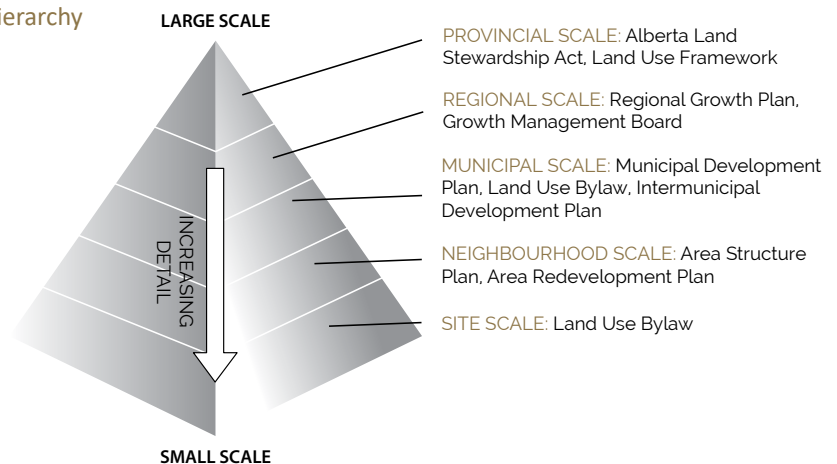 ierarchy
LARGE SCALE
PROVINCIAL SCALE: Alberta Land
Stewardship Act, Land Use Framework
REGIONAL SCALE: Regional Growth Plan,
Growth Management Board
MUNICIPAL SCALE: Municipal Development
Plan, Land Use Bylaw, Intermunicipal
Development Plan
NEIGHBOURHOOD SCALE: Area Structure
Plan, Area Redevelopment Plan
SITE SCALE: Land Use Bylaw
INCREASING
DETAIL
SMALL SCALE